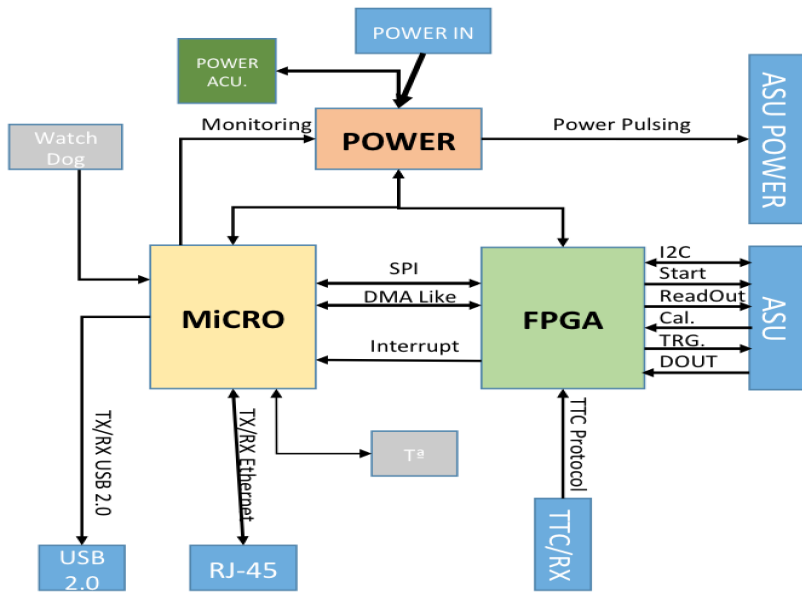 POWER IN
POWER
ACU.
ASU POWER
Monitoring
POWER
Power Pulsing
Watch
Dog
MiCRO
SPI
DMA Like
Interrupt
FPGA
I2C
Start
ReadOut
Cal.
TRG.
DOUT
ASU
TX/RX USB 2.0
TX/RX Ethernet
Tª
TTC Protocol
USB
2.0
RJ-45
TTC/RX